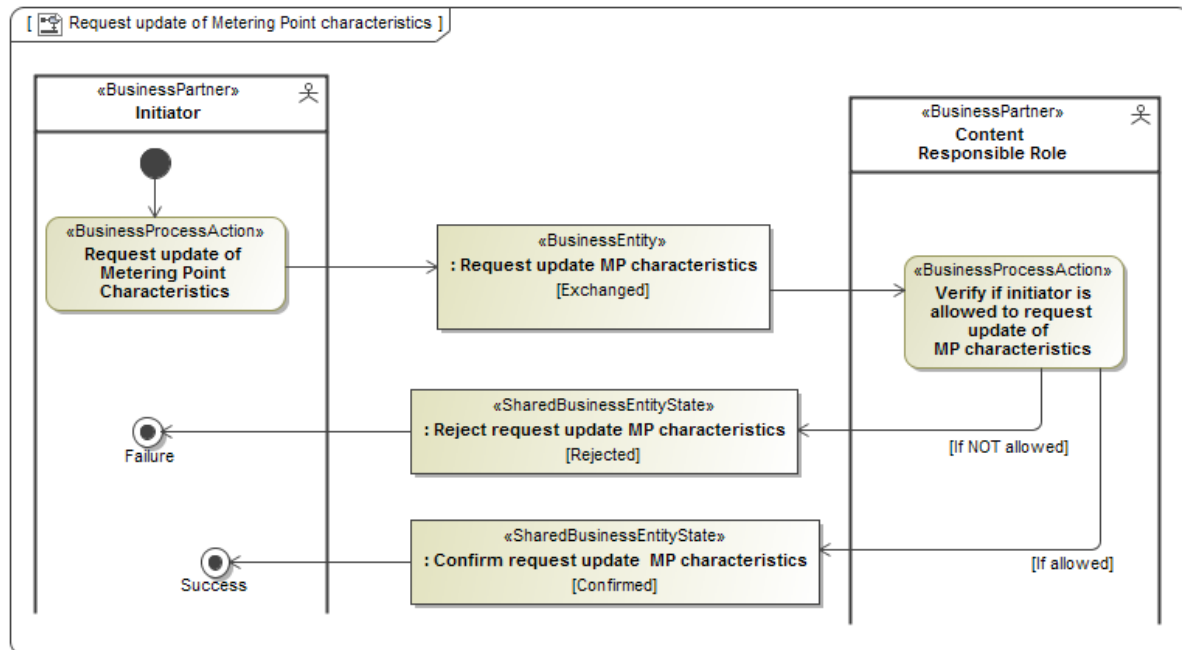 [ Request update of Metering Point characteristics ]
«BusinessPartner»
Initiator
«BusinessPartner»
Content
Responsible Role
«BusinessProcessAction»
Request update of
Metering Point
Characteristics
«BusinessEntity»
: Request update MP characteristics
[Exchanged]
«BusinessProcessAction»
Verify if initiator is
allowed to request
update of
MP characteristics
«SharedBusinessEntityState»
: Reject request update MP characteristics
[Rejected]
Failure
[If NOT allowed]
«SharedBusinessEntityState»
: Confirm request update  MP characteristics
[Confirmed]
Success
[If allowed]